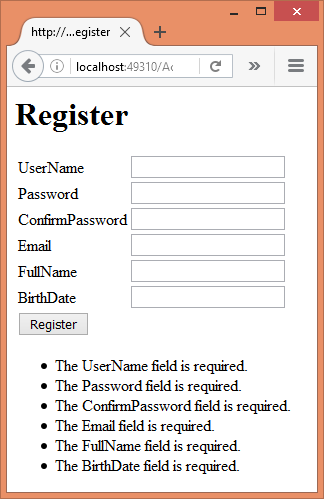 http://...egister
localhost:49310/Ac
Register
UserName
Password
ConfirmPassword
Email
FullName
BirthDate
Register
The UserName field is required.
The Password field is required.
The ConfirmPassword field is required.
The Email field is required.
The FullName field is required.
The BirthDate field is required.